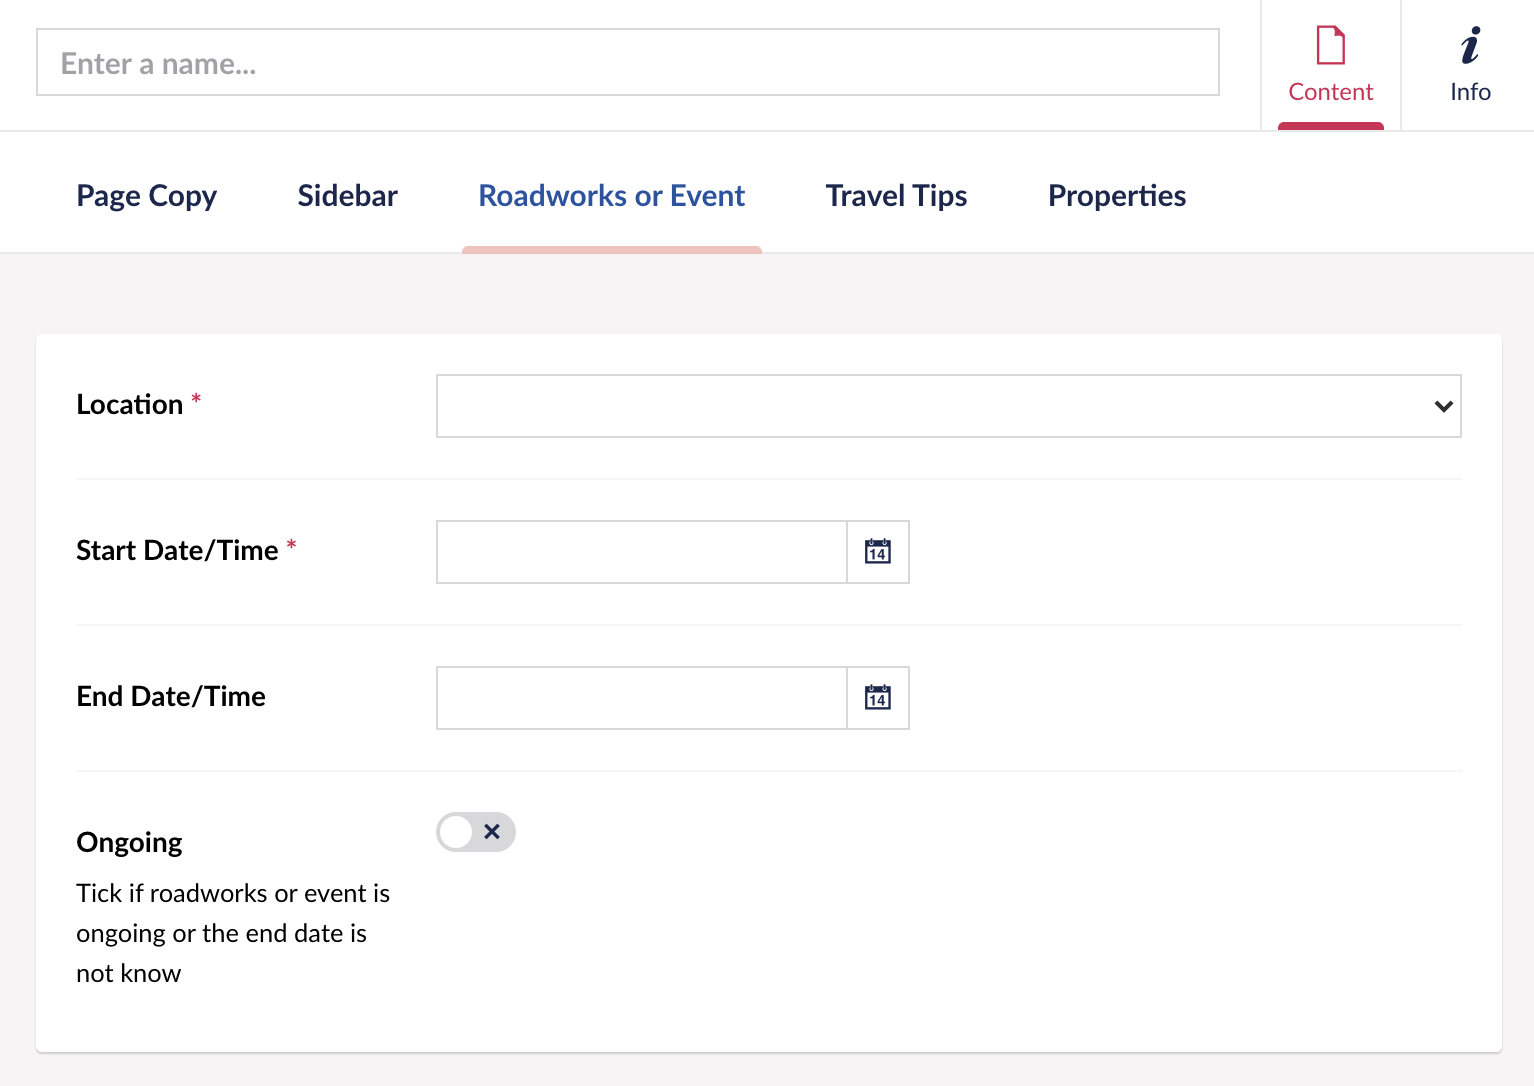 Enter a name...
Content
Info
Page Copy
Sidebar
Roadworks or Event
Travel Tips
Properties
Location *
Start Date/Time *
14
End Date/Time
14
Ongoing
Tick if roadworks or event is
ongoing or the end date is
not know